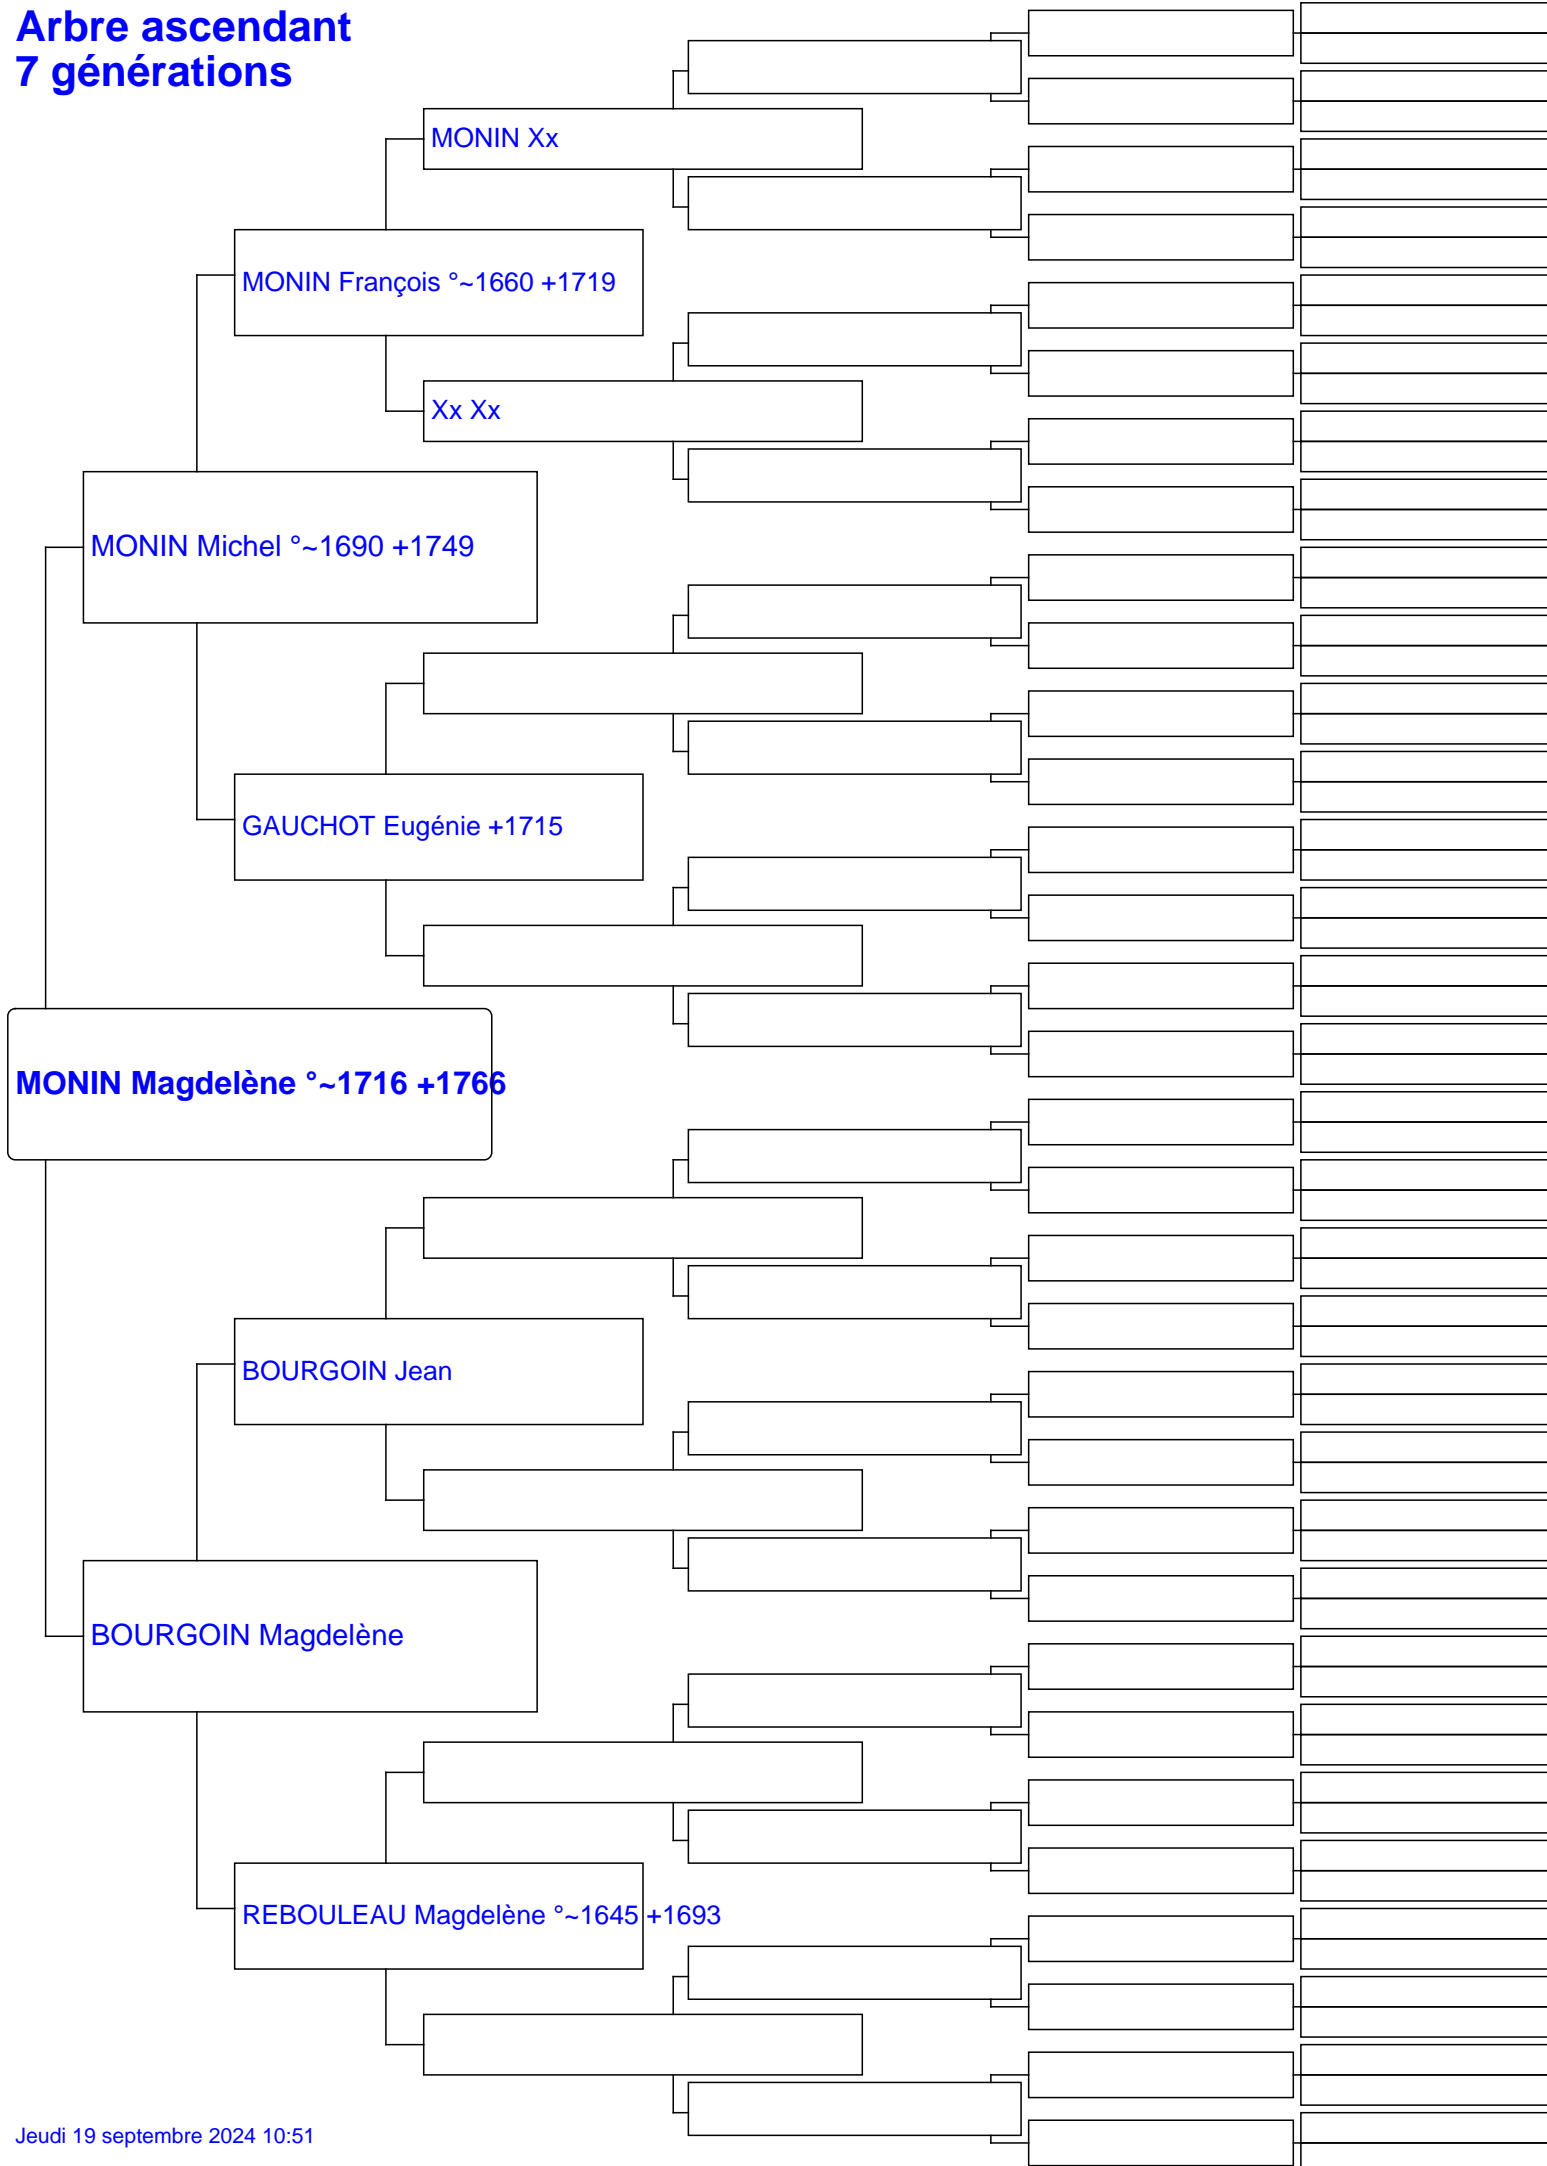 Arbre ascendant
7 générations
MONIN Xx
MONIN François °~1660 +1719
Xx Xx
MONIN Michel °~1690 +1749
GAUCHOT Eugénie +1715
MONIN Magdelène °~1716 +1766
BOURGOIN Jean
BOURGOIN Magdelène
REBOULEAU Magdelène °~1645 +1693
Jeudi 19 septembre 2024 10:51